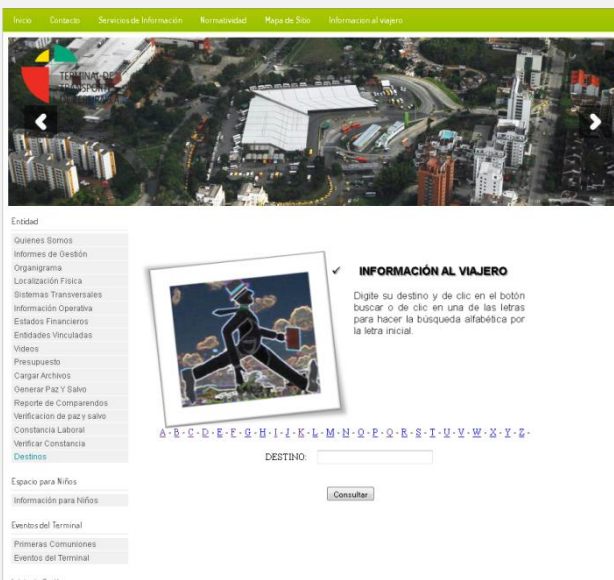 Inicio Contacto Servicios de Información Normatividad Mapa de Sitio Informacion al viajero
TERMINAL DE
TRANSPORTE
Entidad
Quienes Somos
Informes de Gestión
Organigrama
Localización Fisica
Sistemas Transversales
Información Operativa
Estados Financieros
Entidades Vinculadas
Videos
Presupuesto
Cargar Archivos
Generar Paz Y Salvo
Reporte de Comparendos
Verificacion de paz y salvo
Constancia Laboral
Verificar Constancia
Destinos
Espacio para Niños
Información para Niños
Eventos del Terminal
Primeras Comuniones
Eventos del Terminal
INFORMACIÓN AL VIAJERO
Digite su destino y de clic en el botón
buscar o de clic en una de las letras
para hacer la búsqueda alfabética por
la letra inicial.
A - B - C - D - E - F - G - H - I - J - K - L - M - N - O - P - Q - R - S - T - U - V - W - X - Y - Z -
DESTINO:
Consultar